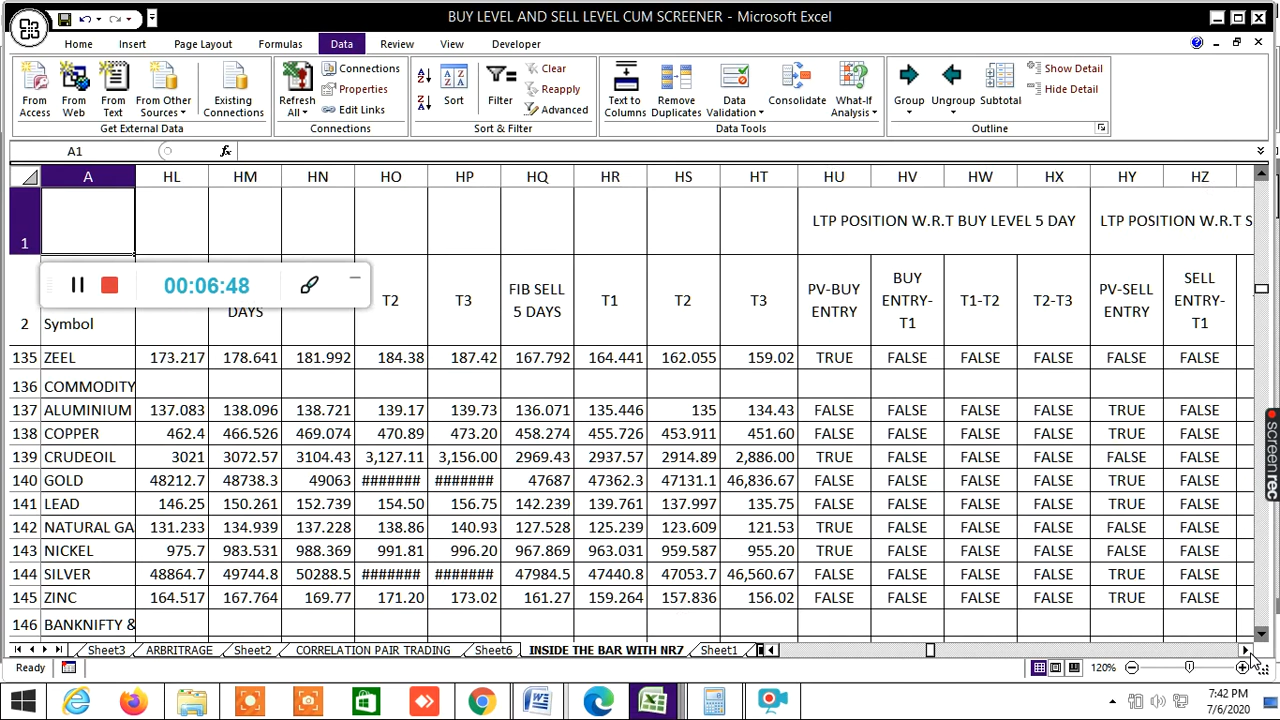 BUY LEVEL AND SELL LEVEL CUM SCREENER - Microsoft Excel
Home Insert Page Layout Formulas Data Review View Developer
From Access
From Web
From Text
From Other Sources
Existing Connections
Get External Data
Refresh All
Connections
Properties
Edit Links
Connections
Sort
Filter
Clear
Reapply
Advanced
Sort & Filter
Text to Columns
Remove Duplicates
Data Validation
Consolidate
What-If Analysis
Data Tools
Group
Ungroup
Subtotal
Show Detail
Hide Detail
Outline
A1 fx
A HL HM HN HO HP HQ HR HS HT HU HV HW HX HY HZ
1 LTP POSITION W.R.T BUY LEVEL 5 DAY LTP POSITION W.R.T S
00:06:48
2 Symbol DAYS T2 T3 FIB SELL 5 DAYS T1 T2 T3 PV-BUY ENTRY BUY ENTRY-T1 T1-T2 T2-T3 PV-SELL ENTRY SELL ENTRY-T1
135 ZEEL 173.217 178.641 181.992 184.38 187.42 167.792 164.441 162.055 159.02 TRUE FALSE FALSE FALSE FALSE FALSE
136 COMMODITY
137 ALUMINIUM 137.083 138.096 138.721 139.17 139.73 136.071 135.446 135 134.43 FALSE FALSE FALSE FALSE TRUE FALSE
138 COPPER 462.4 466.526 469.074 470.89 473.20 458.274 455.726 453.911 451.60 FALSE FALSE FALSE FALSE TRUE FALSE
139 CRUDEOIL 3021 3072.57 3104.43 3,127.11 3,156.00 2969.43 2937.57 2914.89 2,886.00 TRUE FALSE FALSE FALSE FALSE FALSE
140 GOLD 48212.7 48738.3 49063 ####### ####### 47687 47362.3 47131.1 46,836.67 FALSE FALSE FALSE FALSE TRUE FALSE
141 LEAD 146.25 150.261 152.739 154.50 156.75 142.239 139.761 137.997 135.75 FALSE FALSE FALSE FALSE TRUE FALSE
142 NATURAL GA 131.233 134.939 137.228 138.86 140.93 127.528 125.239 123.609 121.53 TRUE FALSE FALSE FALSE FALSE FALSE
143 NICKEL 975.7 983.531 988.369 991.81 996.20 967.869 963.031 959.587 955.20 TRUE FALSE FALSE FALSE FALSE FALSE
144 SILVER 48864.7 49744.8 50288.5 ####### ####### 47984.5 47440.8 47053.7 46,560.67 FALSE FALSE FALSE FALSE TRUE FALSE
145 ZINC 164.517 167.764 169.77 171.20 173.02 161.27 159.264 157.836 156.02 FALSE FALSE FALSE FALSE TRUE FALSE
146 BANKNIFTY &
screenrec
Sheet3 ARBITRAGE Sheet2 CORRELATION PAIR TRADING Sheet6 INSIDE THE BAR WITH NR7 Sheet1
Ready 120%
7:42 PM
7/6/2020